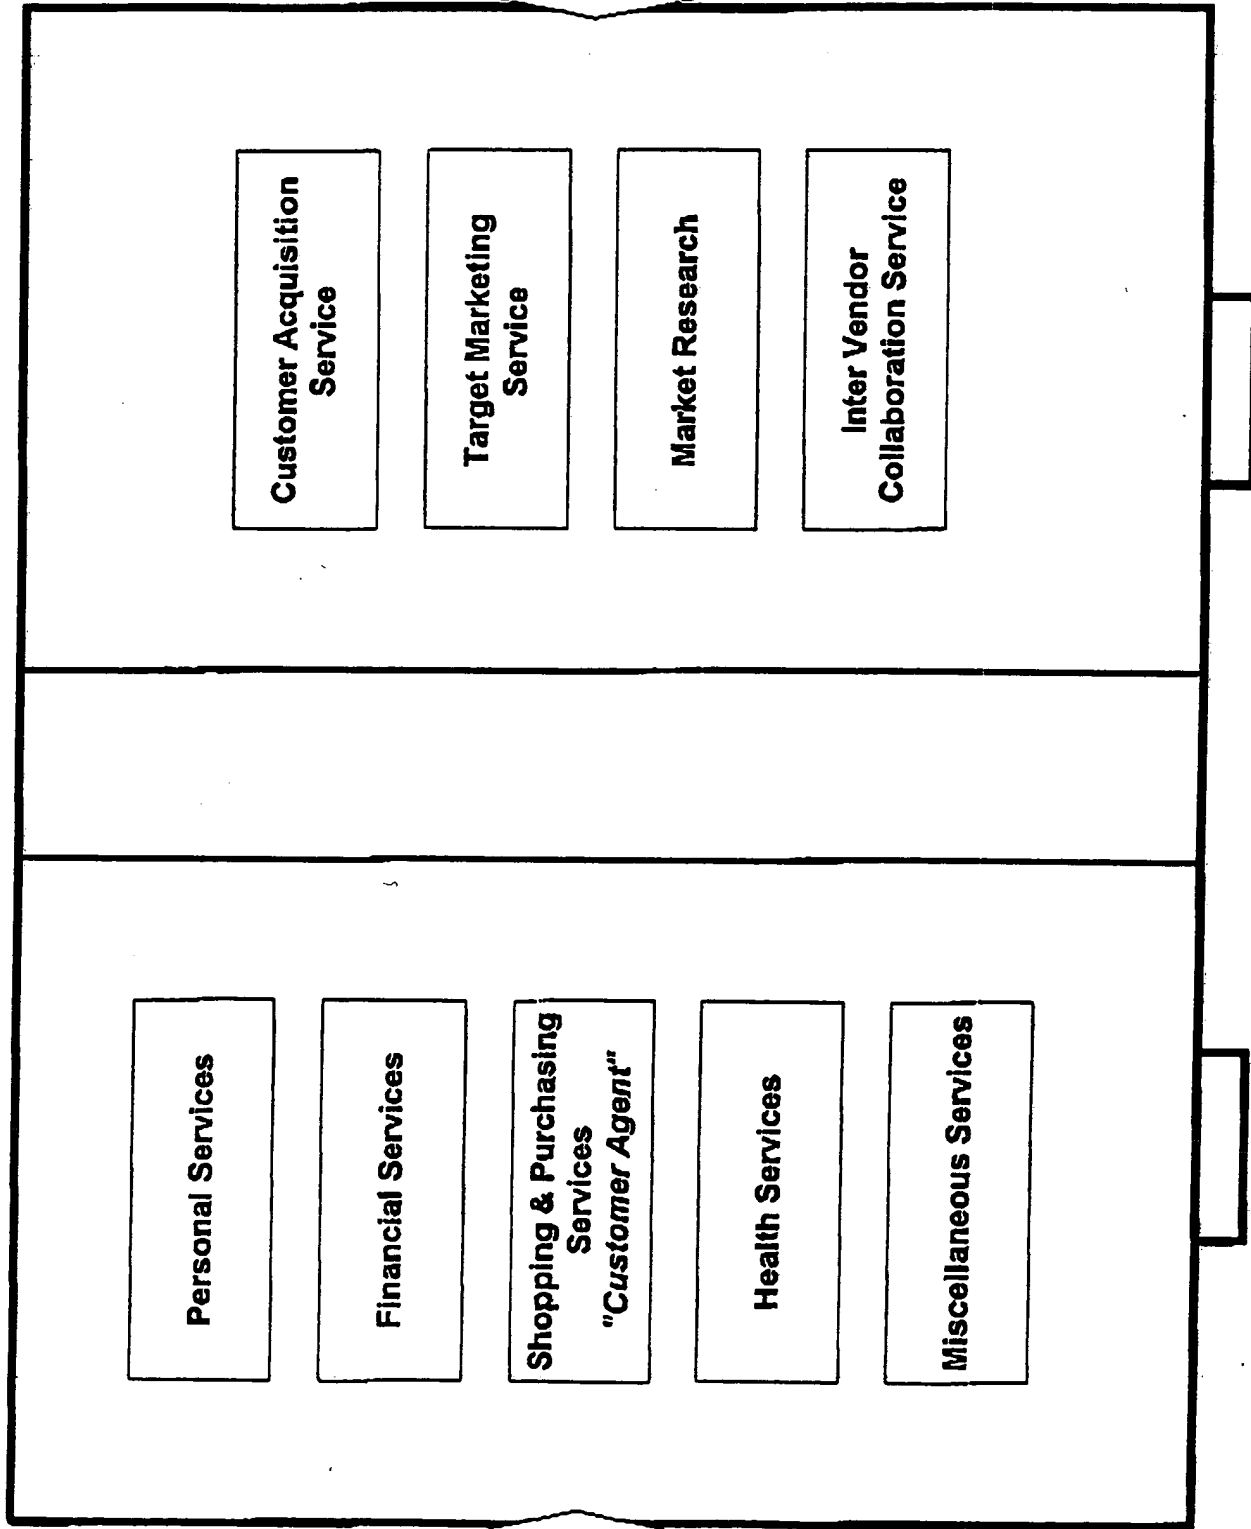 Personal Services
Financial Services
Shopping & Purchasing
Services
"Customer Agent"
Health Services
Miscellaneous Services
Customer Acquisition
Service
Target Marketing
Service
Market Research
Inter Vendor
Collaboration Service